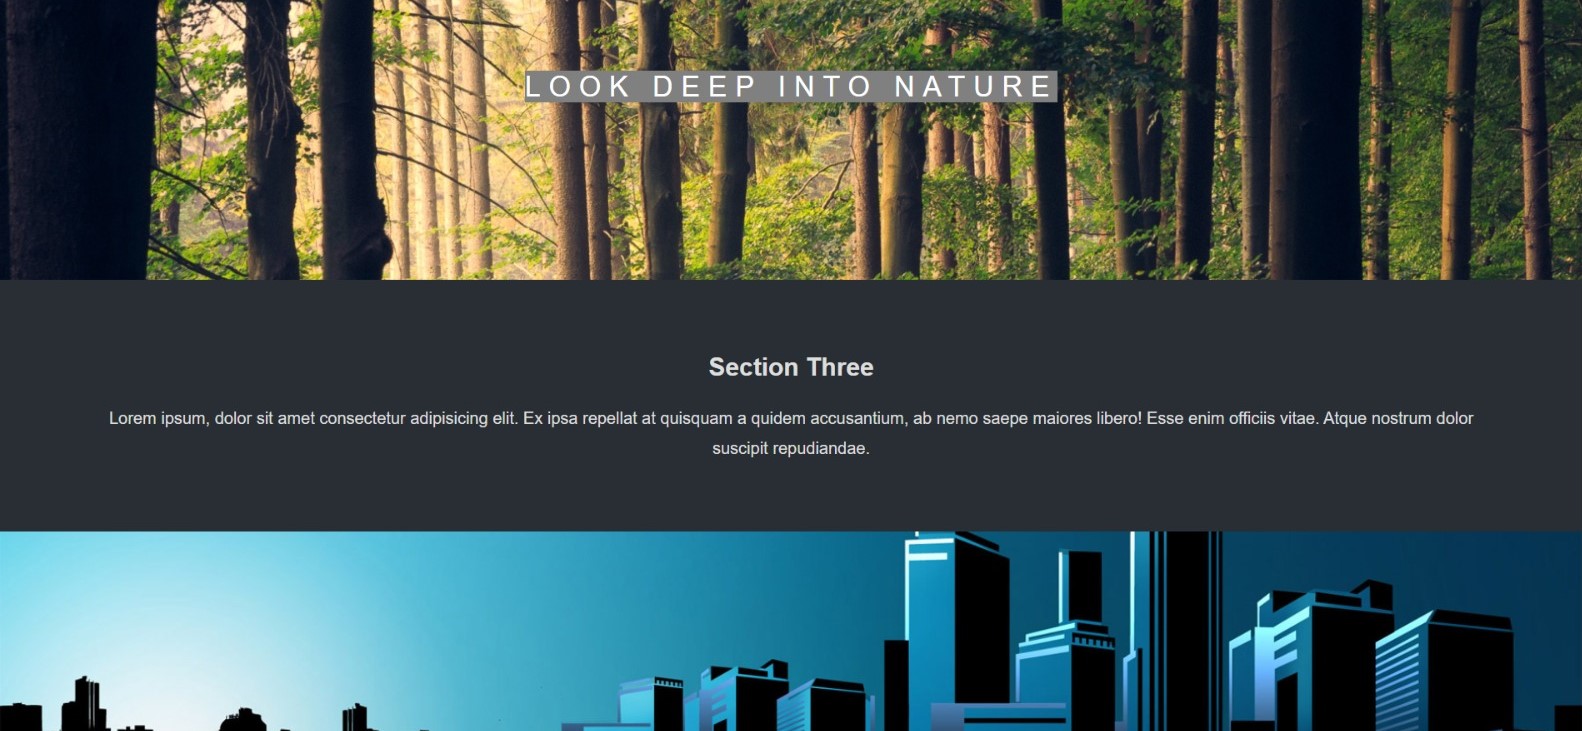 LOOK DEEP INTO NATURE
Section Three
Lorem ipsum, dolor sit amet consectetur adipisicing elit. Ex ipsa repellat at quisquam a quidem accusantium, ab nemo saepe maiores libero! Esse enim officiis vitae. Atque nostrum dolor
suscipit repudiandae.